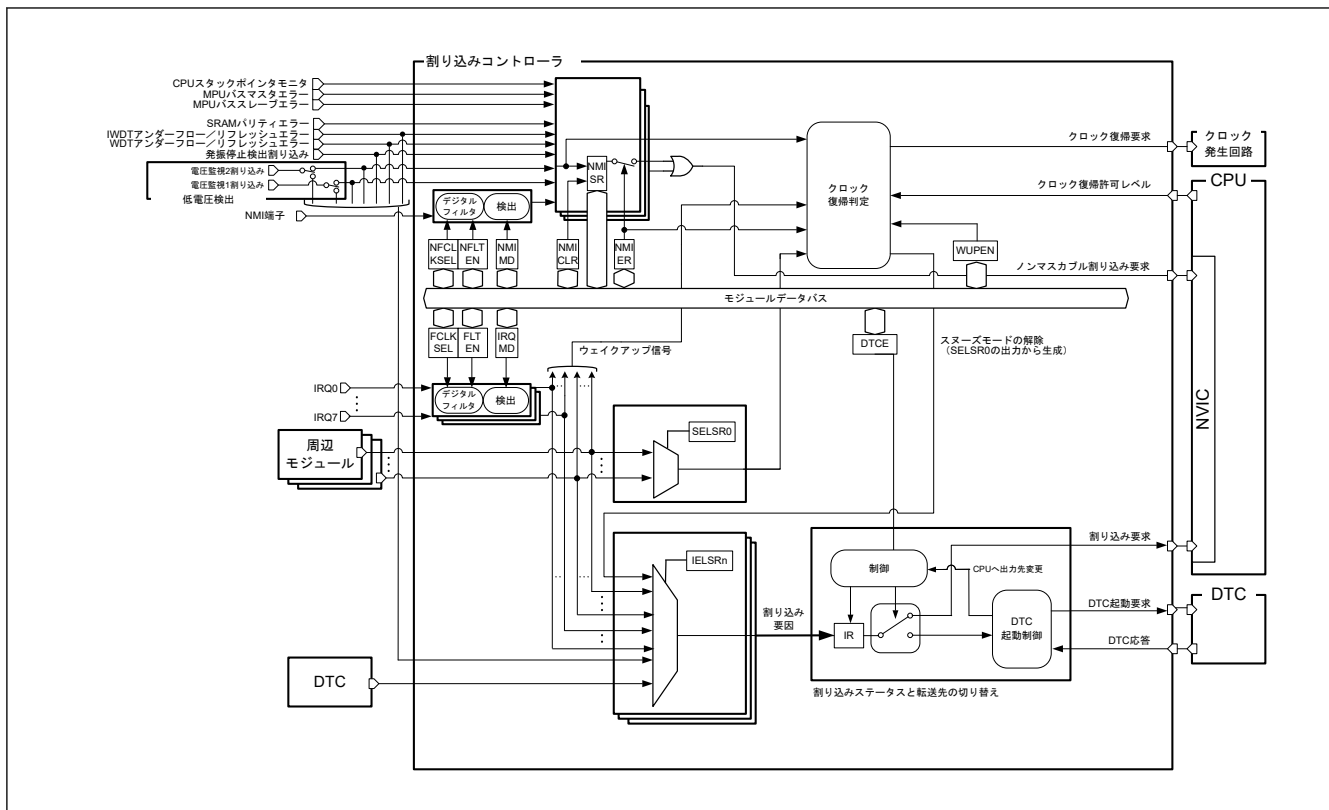 割り込みコントローラ
CPUスタックポインタモニタ
MPUバスマスタエラー
MPUバススレーブエラー
SRAMパリティエラー
IWDTアンダーフロー／リフレッシュエラー
WDTアンダーフロー／リフレッシュエラー
発振停止検出割り込み
電圧監視2割り込み
電圧監視1割り込み
低電圧検出
NMI端子
デジタル
フィルタ
検出
NMI
SR
NFCL
KSEL
NFLT
EN
NMI
MD
NMI
CLR
NMI
ER
クロック
復帰判定
WUPEN
クロック復帰要求
クロック
発生回路
クロック復帰許可レベル
CPU
ノンマスカブル割り込み要求
モジュールデータバス
FCLK
SEL
FLT
EN
IRQ
MD
ウェイクアップ信号
DTCE
スヌーズモードの解除
（SELSR0の出力から生成）
NVIC
IRQ0
IRQ7
デジタル
フィルタ
検出
周辺
モジュール
SELSR0
IELSRn
割り込み
要因
制御
CPUへ出力先変更
IR
DTC
起動制御
割り込み要求
DTC起動要求
DTC応答
DTC
割り込みステータスと転送先の切り替え
DTC